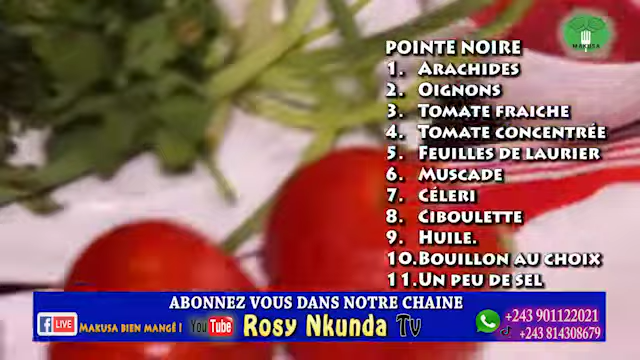 MAKUSA
POINTE NOIRE
1. ARACHIDES
2. OIGNONS
3. TOMATE FRAICHE
4. TOMATE CONCENTRÉE
5. FEUILLES DE LAURIER
6. MUSCADE
7. CÉLERI
8. CIBOULETTE
9. HUILE.
10. BOUILLON AU CHOIX
11. UN PEU DE SEL
ABONNEZ VOUS DANS NOTRE CHAINE
f LIVE MAKUSA BIEN MANGÉ ! YouTube Rosy Nkunda Tv
+243 901122021
+243 814308679